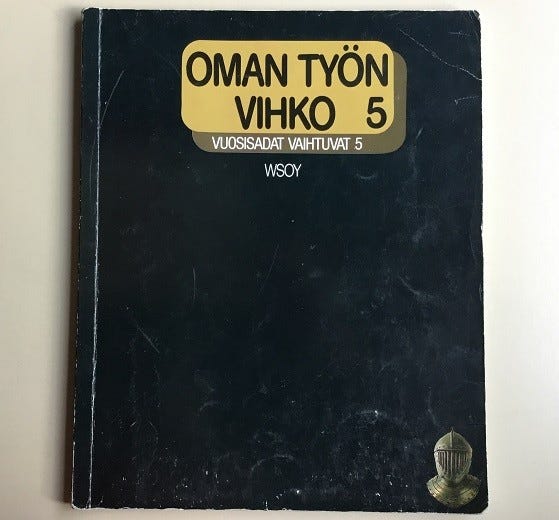 OMAN TYÖN
VIHKO 5
VUOSISADAT VAIHTUVAT 5
WSOY